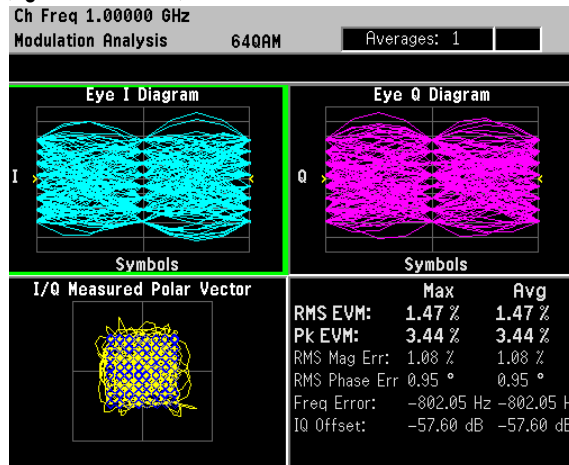 Ch Freq 1.00000 GHz
Modulation Analysis 64QAM Averages: 1
Eye I Diagram
I
Symbols
Eye Q Diagram
Q
Symbols
I/Q Measured Polar Vector
Max Avg
RMS EVM: 1.47 % 1.47 %
Pk EVM: 3.44 % 3.44 %
RMS Mag Err: 1.08 % 1.08 %
RMS Phase Err 0.95 ° 0.95 °
Freq Error: -802.05 Hz -802.05 H
IQ Offset: -57.60 dB -57.60 dB